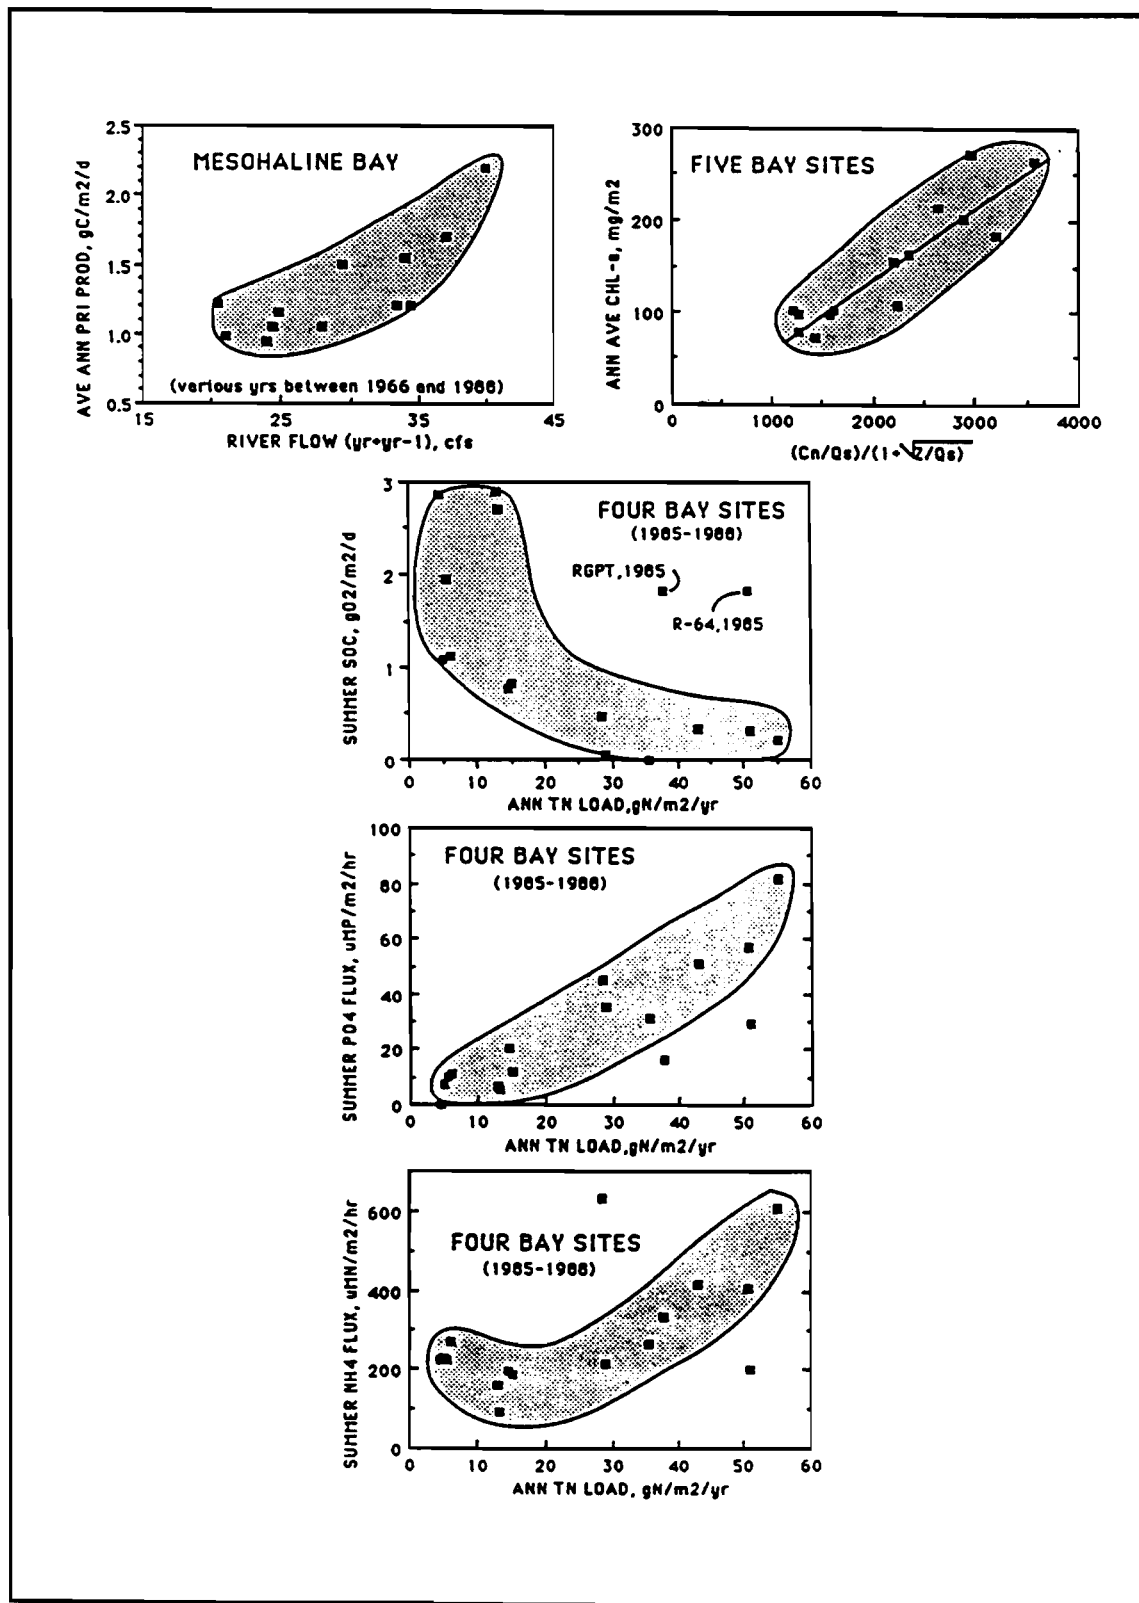 2.5
2.0
1.5
1.0
0.5
AVE ANN PRI PROD, gC/m2/d
MESOHALINE BAY
(various yrs between 1966 and 1988)
15 25 35 45
RIVER FLOW (yr+yr-1), cfs
300
200
100
0
ANN AVE CHL-a, mg/m2
FIVE BAY SITES
0 1000 2000 3000 4000
(Cn/Qs)/(1+√Z/Qs)
3
2
1
0
SUMMER SOC, gO2/m2/d
FOUR BAY SITES
(1985-1988)
RGPT,1985
R-64,1985
0 10 20 30 40 50 60
ANN TN LOAD,gN/m2/yr
100
80
60
40
20
0
SUMMER PO4 FLUX, uMP/m2/hr
FOUR BAY SITES
(1985-1988)
0 10 20 30 40 50 60
ANN TN LOAD,gN/m2/yr
600
400
200
0
SUMMER NH4 FLUX, uMN/m2/hr
FOUR BAY SITES
(1985-1988)
0 10 20 30 40 50 60
ANN TN LOAD, gN/m2/yr